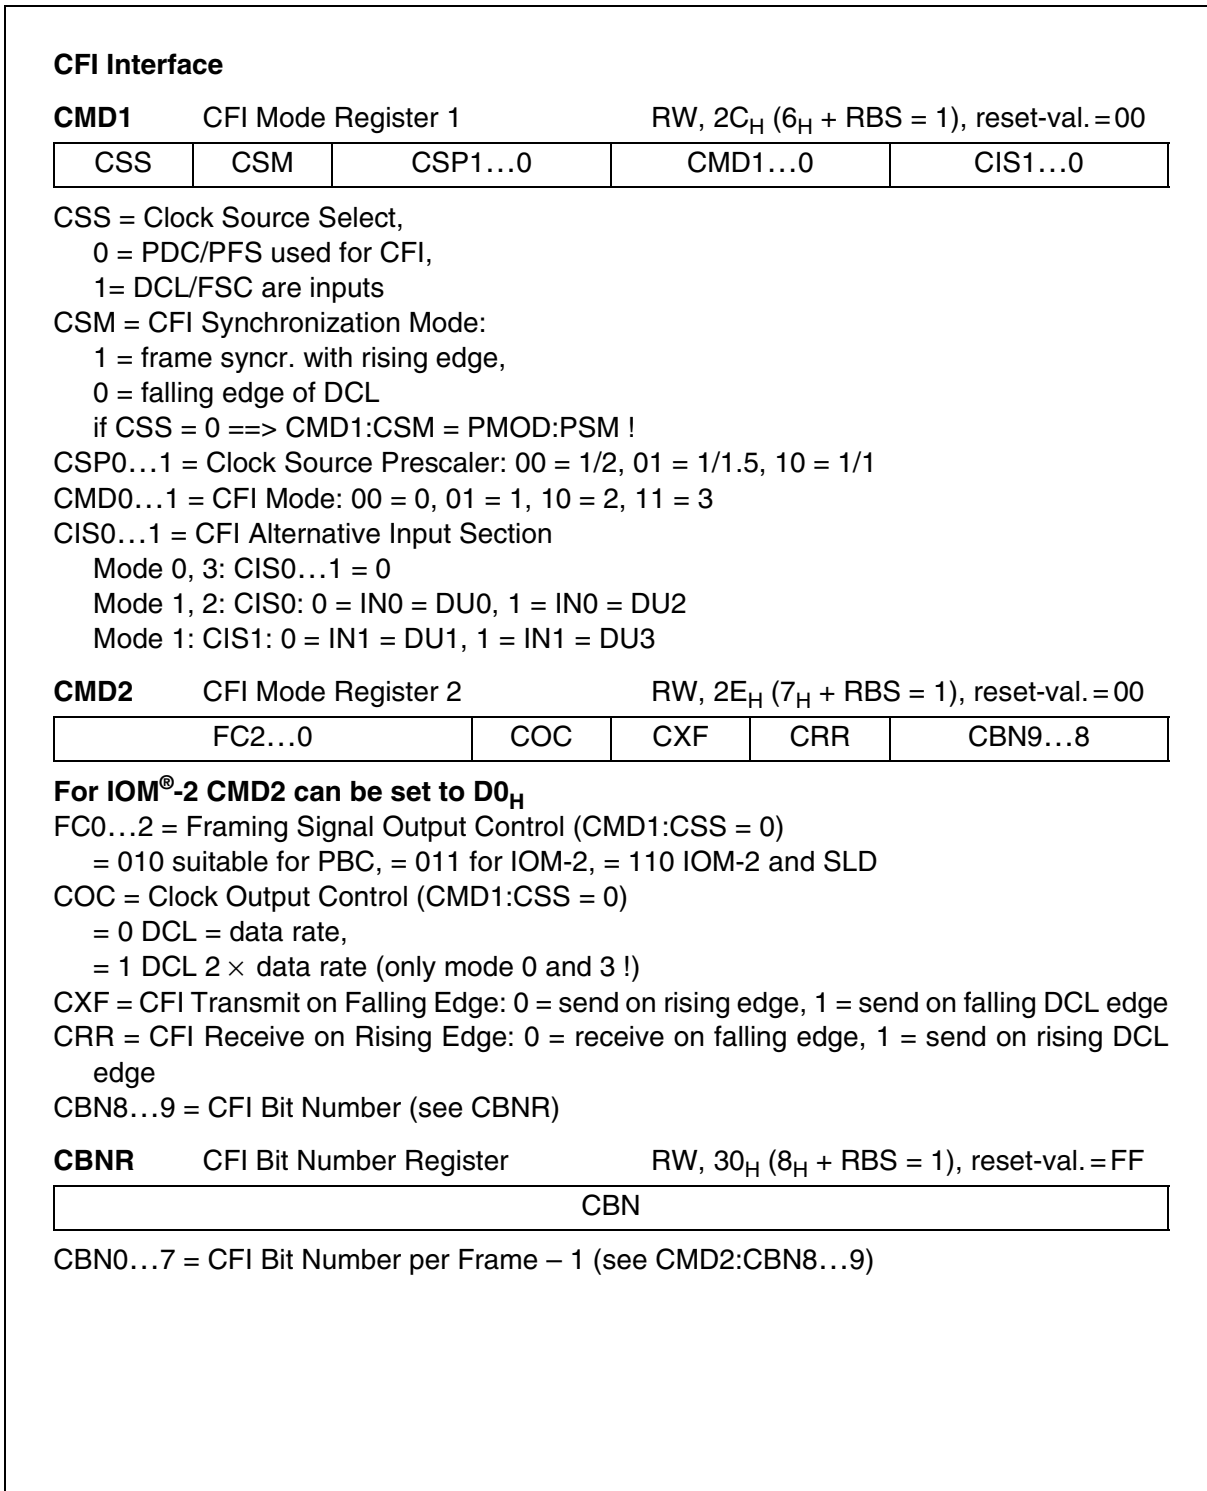 CFI Interface
CMD1 CFI Mode Register 1 RW, 2CH (6H + RBS = 1), reset-val. = 00
CSS CSM CSP1…0 CMD1…0 CIS1…0
CSS = Clock Source Select,
0 = PDC/PFS used for CFI,
1= DCL/FSC are inputs
CSM = CFI Synchronization Mode:
1 = frame syncr. with rising edge,
0 = falling edge of DCL
if CSS = 0 ==> CMD1:CSM = PMOD:PSM !
CSP0…1 = Clock Source Prescaler: 00 = 1/2, 01 = 1/1.5, 10 = 1/1
CMD0…1 = CFI Mode: 00 = 0, 01 = 1, 10 = 2, 11 = 3
CIS0…1 = CFI Alternative Input Section
Mode 0, 3: CIS0…1 = 0
Mode 1, 2: CIS0: 0 = IN0 = DU0, 1 = IN0 = DU2
Mode 1: CIS1: 0 = IN1 = DU1, 1 = IN1 = DU3
CMD2 CFI Mode Register 2 RW, 2EH (7H + RBS = 1), reset-val. = 00
FC2…0 COC CXF CRR CBN9…8
For IOM®-2 CMD2 can be set to D0H
FC0…2 = Framing Signal Output Control (CMD1:CSS = 0)
= 010 suitable for PBC, = 011 for IOM-2, = 110 IOM-2 and SLD
COC = Clock Output Control (CMD1:CSS = 0)
= 0 DCL = data rate,
= 1 DCL 2 × data rate (only mode 0 and 3 !)
CXF = CFI Transmit on Falling Edge: 0 = send on rising edge, 1 = send on falling DCL edge
CRR = CFI Receive on Rising Edge: 0 = receive on falling edge, 1 = send on rising DCL
edge
CBN8…9 = CFI Bit Number (see CBNR)
CBNR CFI Bit Number Register RW, 30H (8H + RBS = 1), reset-val. = FF
CBN
CBN0…7 = CFI Bit Number per Frame – 1 (see CMD2:CBN8…9)